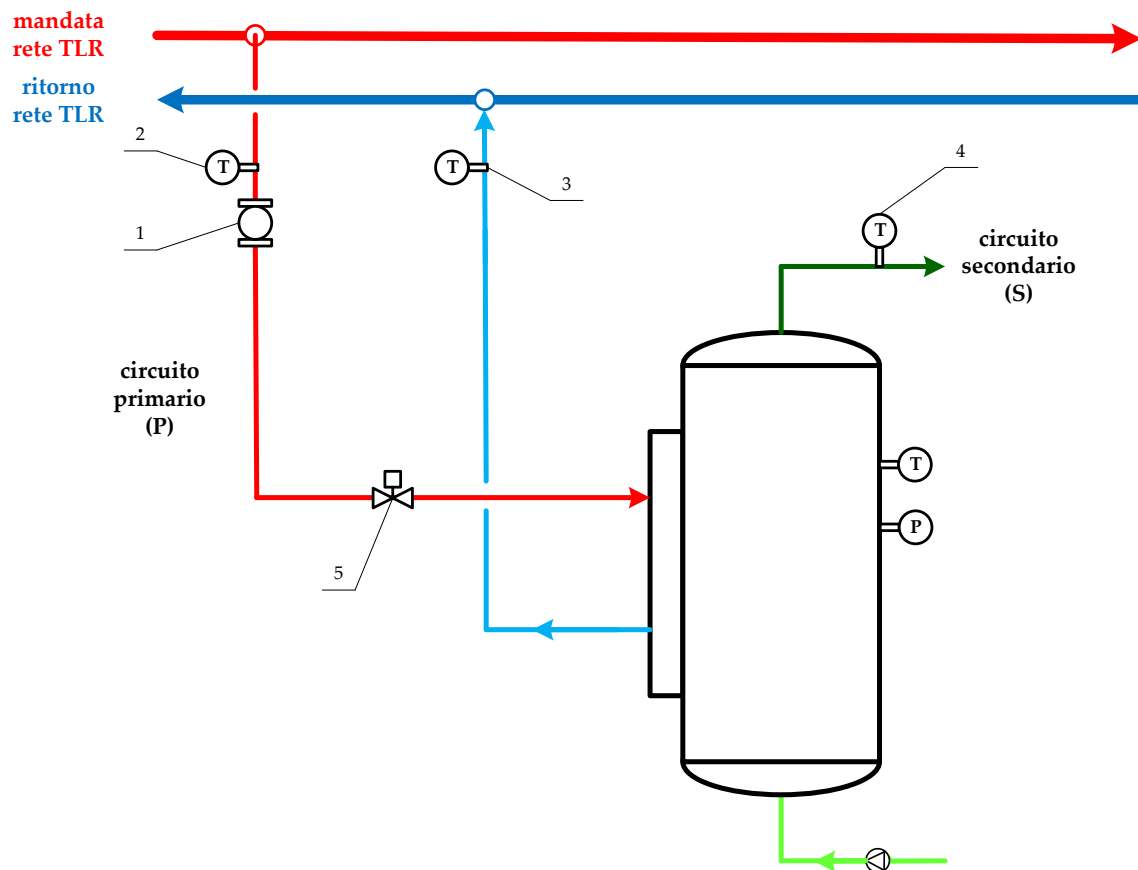 mandata
rete TLR
ritorno
rete TLR
2
T
T
3
4
T
1
circuito
secondario
(S)
circuito
primario
(P)
T
P
5